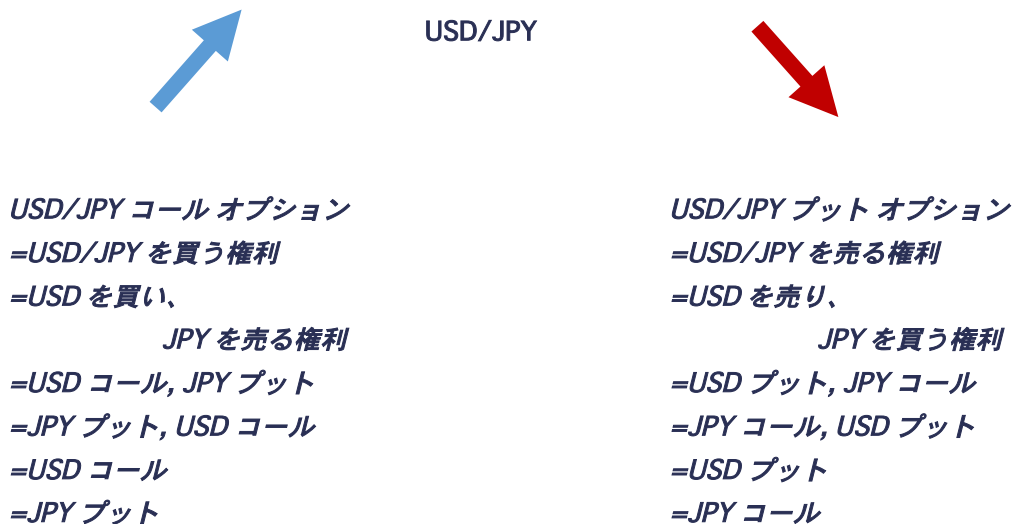 USD/JPY
USD/JPY コール オプション
=USD/JPY を買う権利
=USD を買い、
JPY を売る権利
=USD コール, JPY プット
=JPY プット, USD コール
=USD コール
=JPY プット
USD/JPY プット オプション
=USD/JPY を売る権利
=USD を売り、
JPY を買う権利
=USD プット, JPY コール
=JPY コール, USD プット
=USD プット
=JPY コール